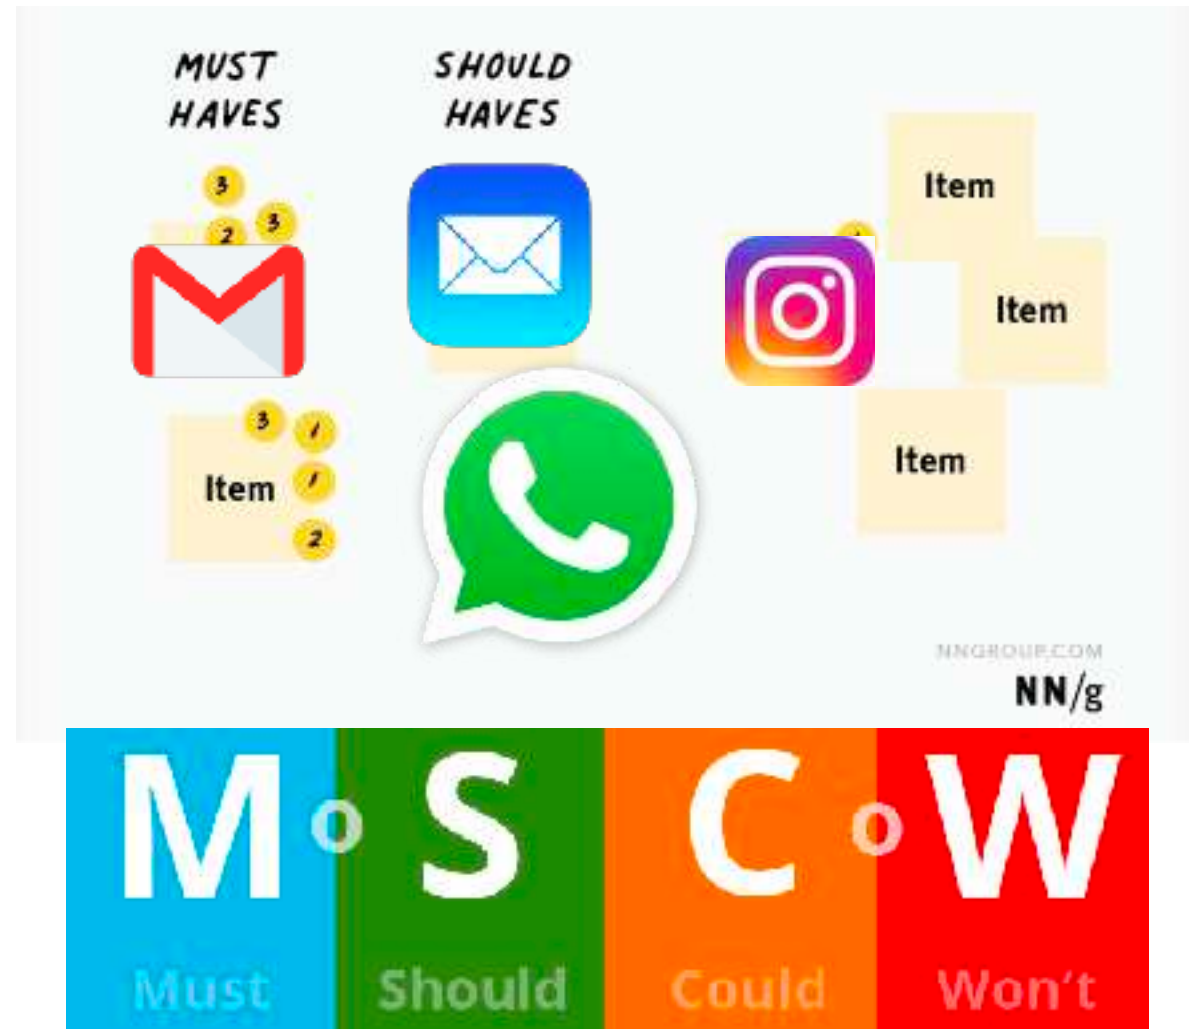 MUST
HAVES
SHOULD
HAVES
3
3
2
Item
Item
3
1
1
Item
2
Item
NNGROUP.COM
NN/g
MoSCoW
Must
Should
Could
Won't